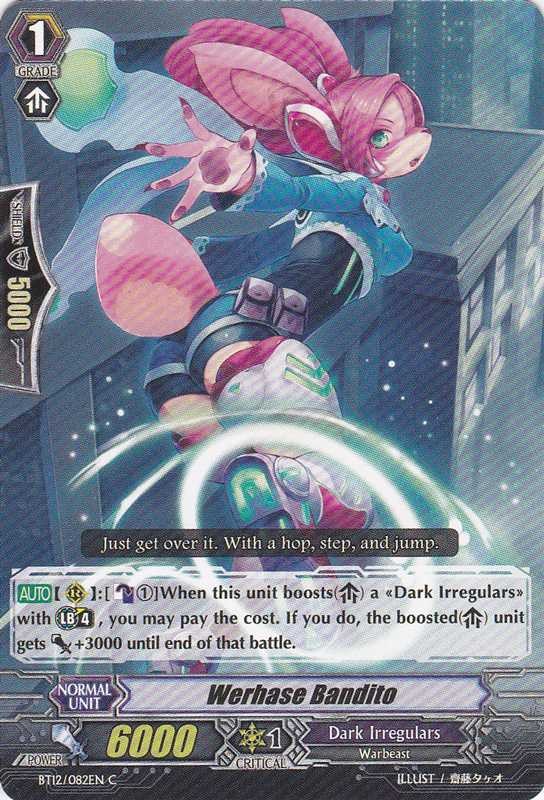 1
GRADE
SHIELD
5000
Just get over it. With a hop, step, and jump.
AUTO【 (R) 】:[ ①]When this unit boosts( ) a «Dark Irregulars»
with LB 4 , you may pay the cost. If you do, the boosted( ) unit
gets +3000 until end of that battle.
NORMAL
UNIT
Werhase Bandito
POWER
6000
1
CRITICAL
Dark Irregulars
Warbeast
BT12/082EN C
ILLUST / 齋藤タケオ